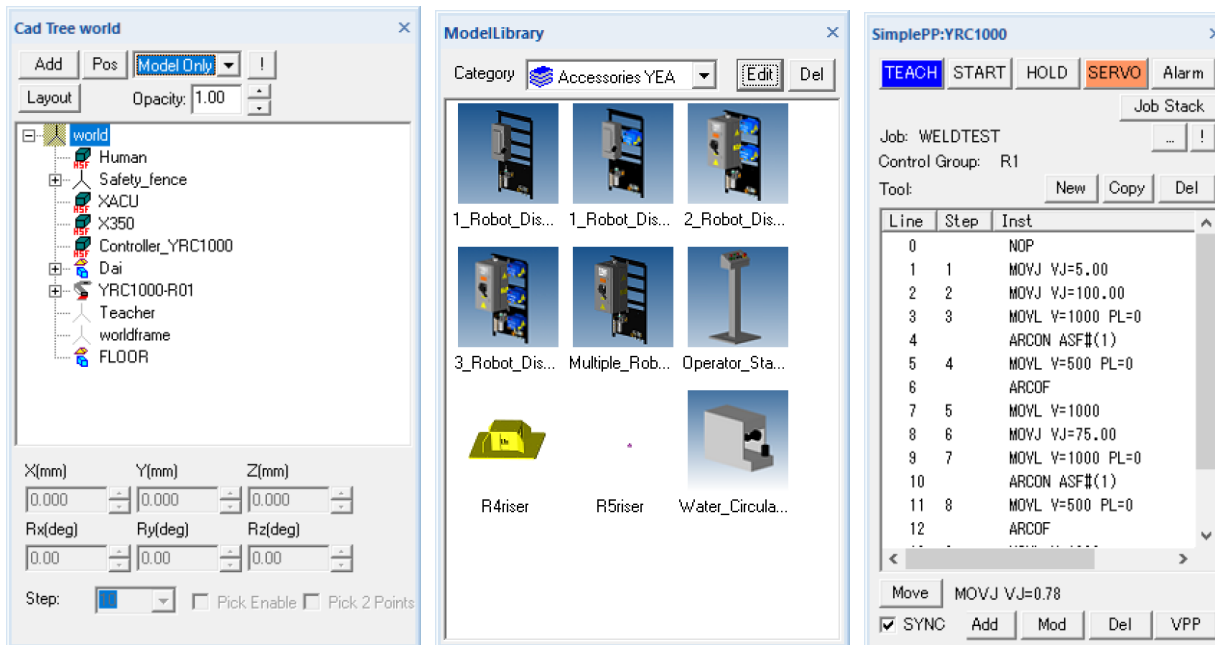 Cad Tree world
Add Pos Model Only !
Layout Opacity: 1.00
world
HSF Human
Safety_fence
HSF XACU
HSF X350
HSF Controller_YRC1000
Dai
YRC1000-R01
Teacher
worldframe
FLOOR
X(mm) Y(mm) Z(mm)
0.000 0.000 0.000
Rx(deg) Ry(deg) Rz(deg)
0.00 0.00 0.00
Step: Pick Enable Pick 2 Points
ModelLibrary
Category Accessories YEA Edit Del
1_Robot_Dis... 1_Robot_Dis... 2_Robot_Dis...
3_Robot_Dis... Multiple_Rob... Operator_Sta...
R4riser R5riser Water_Circula...
SimplePP:YRC1000
TEACH START HOLD SERVO Alarm
Job Stack
Job: WELDTEST ... !
Control Group: R1
Tool: New Copy Del
Line Step Inst
0 NOP
1 1 MOVJ VJ=5.00
2 2 MOVJ VJ=100.00
3 3 MOVL V=1000 PL=0
4 ARCON ASF#(1)
5 4 MOVL V=500 PL=0
6 ARCOF
7 5 MOVL V=1000
8 6 MOVJ VJ=75.00
9 7 MOVL V=1000 PL=0
10 ARCON ASF#(1)
11 8 MOVL V=500 PL=0
12 ARCOF
Move MOVJ VJ=0.78
SYNC Add Mod Del VPP